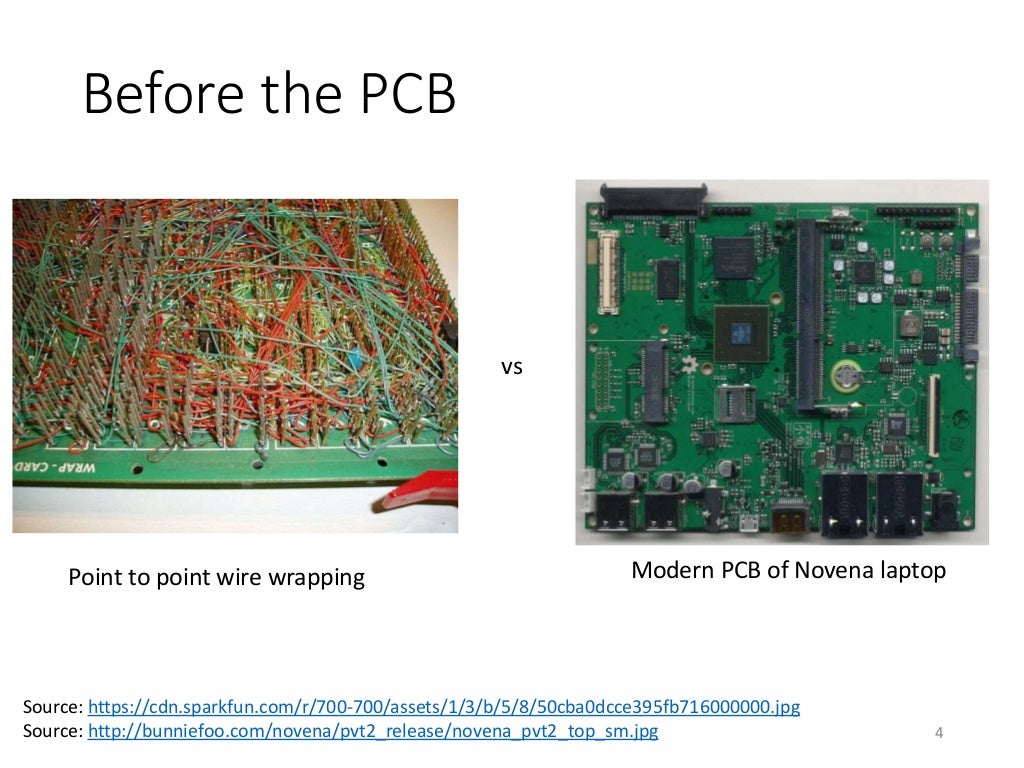 Before the PCB
WRAP-CARD
vs
Point to point wire wrapping
Modern PCB of Novena laptop
Source: https://cdn.sparkfun.com/r/700-700/assets/1/3/b/5/8/50cba0dcce395fb716000000.jpg
Source: http://bunniefoo.com/novena/pvt2_release/novena_pvt2_top_sm.jpg
4